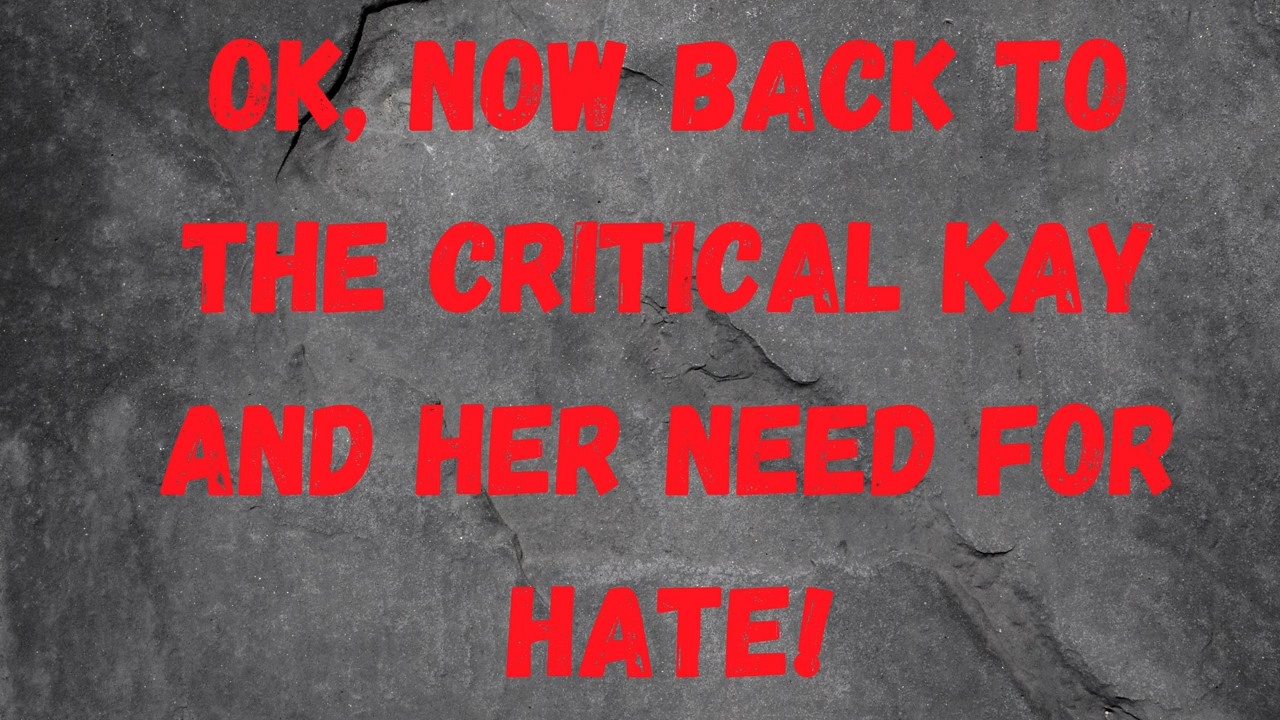 OK, NOW BACK TO
THE CRITICAL KAY
AND HER NEED FOR
HATE!